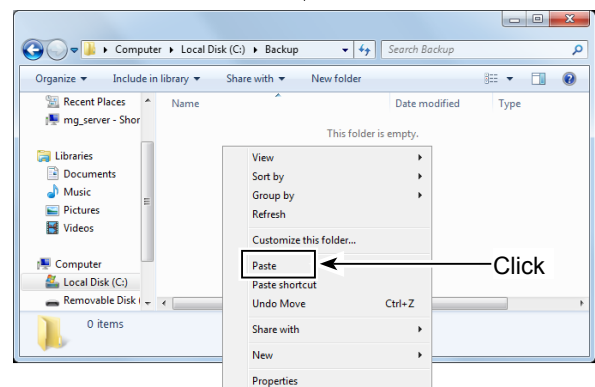 Computer ▸ Local Disk (C:) ▸ Backup
Search Backup
Organize
Include in library
Share with
New folder
Recent Places
mg_server - Shor
Libraries
Documents
Music
Pictures
Videos
Computer
Local Disk (C:)
Removable Disk
Name
Date modified
Type
This folder is empty.
View
Sort by
Group by
Refresh
Customize this folder...
Paste
Paste shortcut
Undo Move Ctrl+Z
Share with
New
Properties
Click
0 items